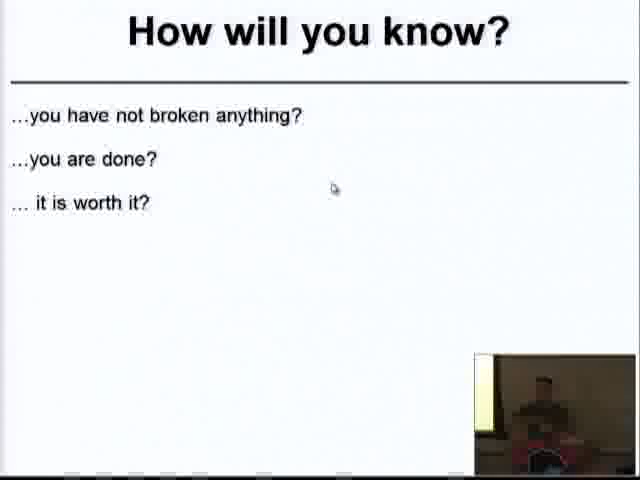 How will you know?
...you have not broken anything?
...you are done?
... it is worth it?